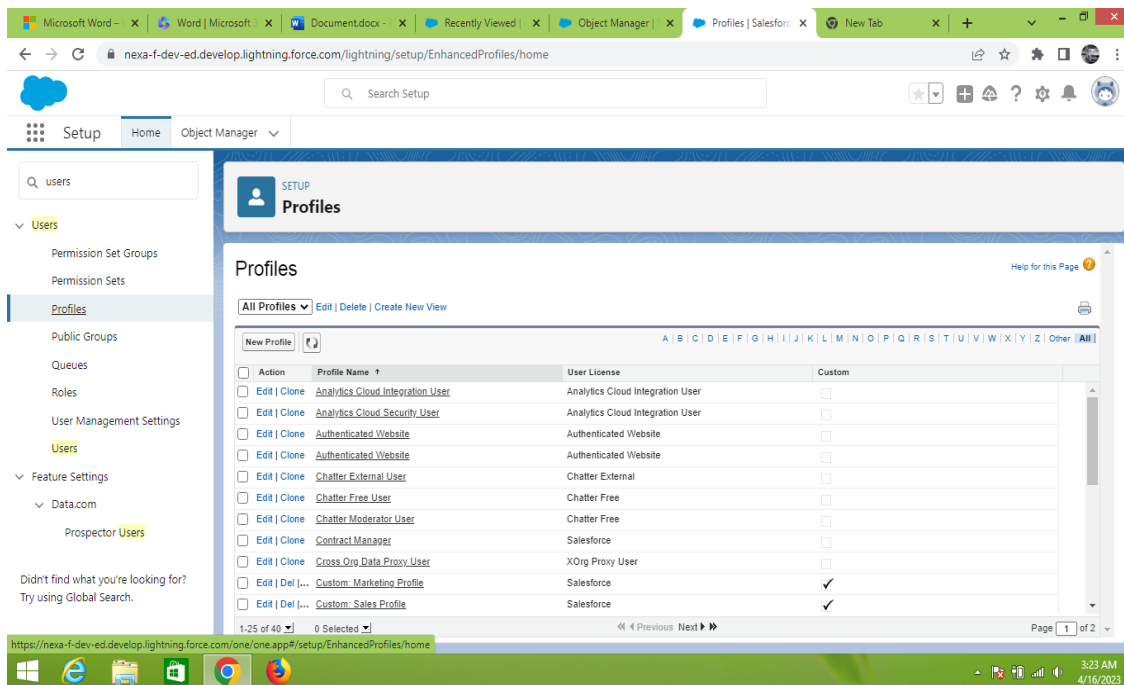 Microsoft Word –
Word | Microsoft 3
Document.docx -
Recently Viewed |
Object Manager |
Profiles | Salesforc
New Tab
nexa-f-dev-ed.develop.lightning.force.com/lightning/setup/EnhancedProfiles/home
Search Setup
Setup Home Object Manager
users
Users
Permission Set Groups
Permission Sets
Profiles
Public Groups
Queues
Roles
User Management Settings
Users
Feature Settings
Data.com
Prospector Users
Didn't find what you're looking for?
Try using Global Search.
SETUP
Profiles
Profiles
Help for this Page
All Profiles Edit | Delete | Create New View
New Profile A | B | C | D | E | F | G | H | I | J | K | L | M | N | O | P | Q | R | S | T | U | V | W | X | Y | Z | Other All
Action Profile Name User License Custom
Edit | Clone Analytics Cloud Integration User Analytics Cloud Integration User
Edit | Clone Analytics Cloud Security User Analytics Cloud Integration User
Edit | Clone Authenticated Website Authenticated Website
Edit | Clone Authenticated Website Authenticated Website
Edit | Clone Chatter External User Chatter External
Edit | Clone Chatter Free User Chatter Free
Edit | Clone Chatter Moderator User Chatter Free
Edit | Clone Contract Manager Salesforce
Edit | Clone Cross Org Data Proxy User XOrg Proxy User
Edit | Del |... Custom: Marketing Profile Salesforce
Edit | Del |... Custom: Sales Profile Salesforce
1-25 of 40 0 Selected Previous Next Page 1 of 2
https://nexa-f-dev-ed.develop.lightning.force.com/one/one.app#/setup/EnhancedProfiles/home
3:23 AM
4/16/2023